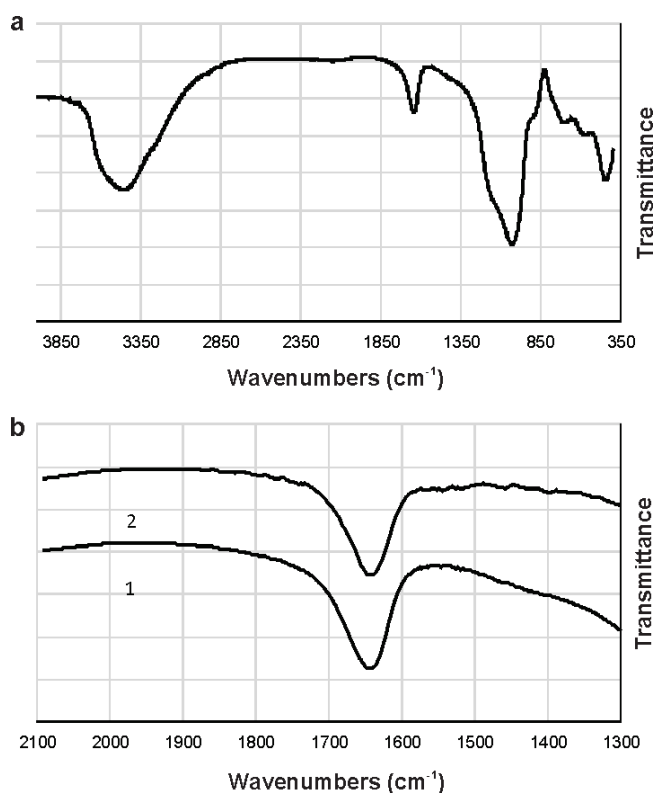 a
Transmittance
3850 3350 2850 2350 1850 1350 850 350
Wavenumbers (cm⁻¹)
b
2
1
Transmittance
2100 2000 1900 1800 1700 1600 1500 1400 1300
Wavenumbers (cm⁻¹)